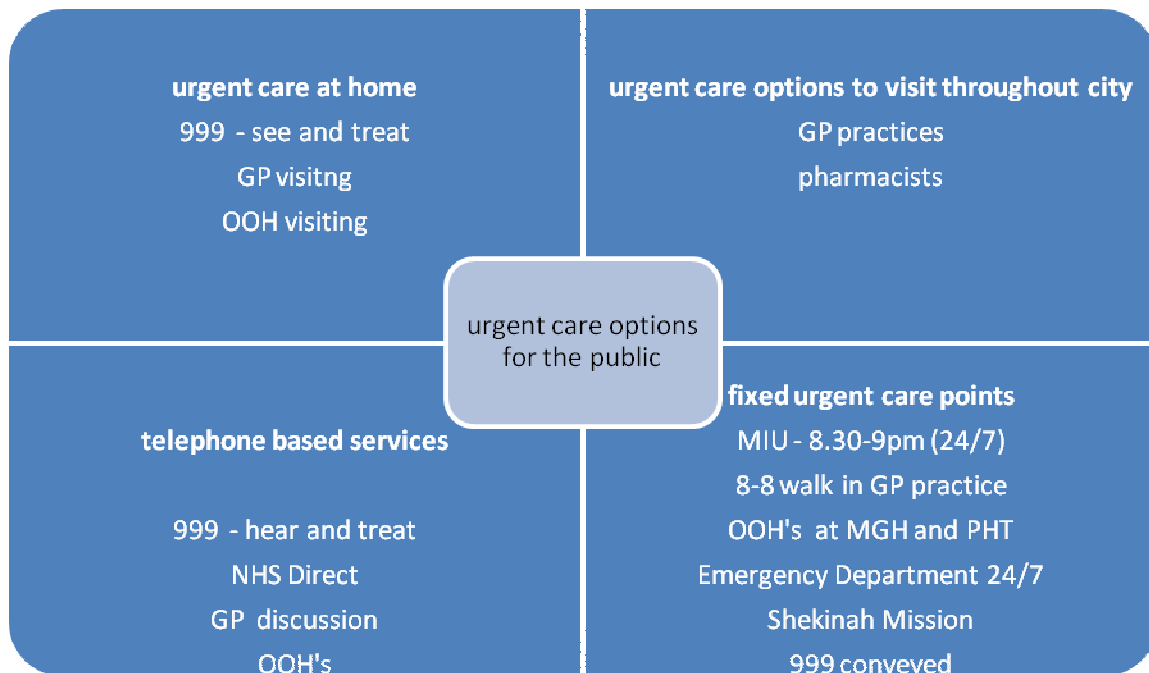 urgent care at home
999 - see and treat
GP visitng
OOH visiting
urgent care options to visit throughout city
GP practices
pharmacists
urgent care options
for the public
telephone based services
999 - hear and treat
NHS Direct
GP discussion
OOH's
fixed urgent care points
MIU - 8.30-9pm (24/7)
8-8 walk in GP practice
OOH's at MGH and PHT
Emergency Department 24/7
Shekinah Mission
999 conveyed